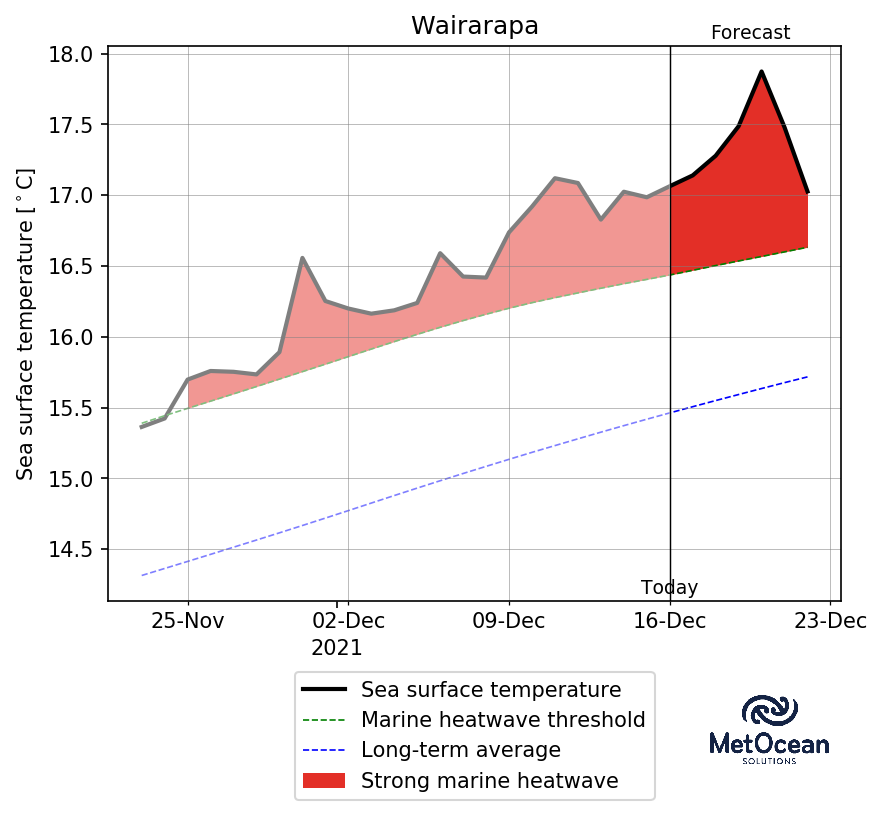 Wairarapa
Forecast
Sea surface temperature [°C]
18.0
17.5
17.0
16.5
16.0
15.5
15.0
14.5
Today
25-Nov
02-Dec
09-Dec
16-Dec
23-Dec
2021
Sea surface temperature
Marine heatwave threshold
Long-term average
Strong marine heatwave
MetOcean
SOLUTIONS